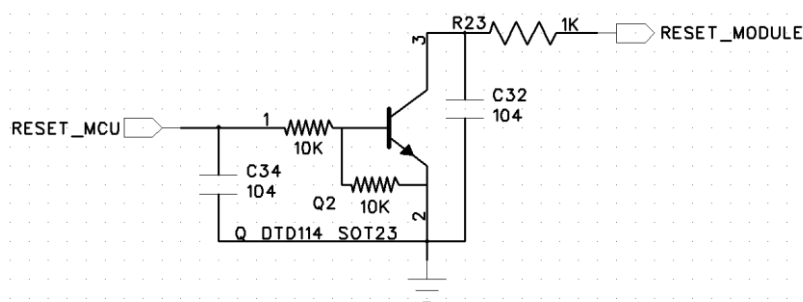 R23 1K
3
RESET_MODULE
C32
104
RESET_MCU
1
10K
C34
104
Q2
10K
2
Q DTD114 SOT23